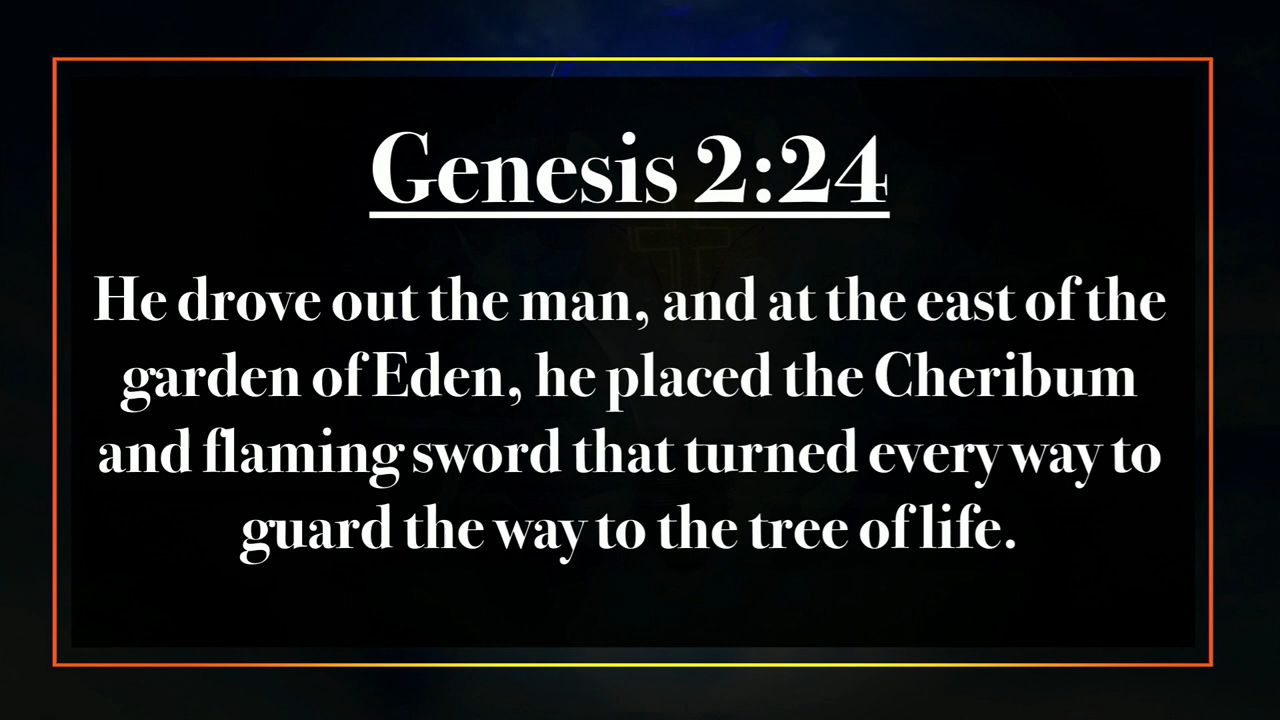 Genesis 2:24
He drove out the man, and at the east of the
garden of Eden, he placed the Cheribum
and flaming sword that turned every way to
guard the way to the tree of life.